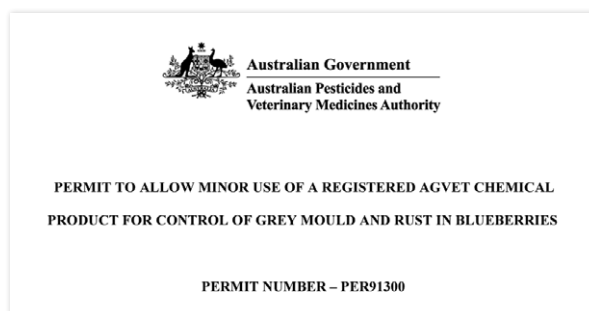 Australian Government
Australian Pesticides and
Veterinary Medicines Authority
PERMIT TO ALLOW MINOR USE OF A REGISTERED AGVET CHEMICAL
PRODUCT FOR CONTROL OF GREY MOULD AND RUST IN BLUEBERRIES
PERMIT NUMBER – PER91300